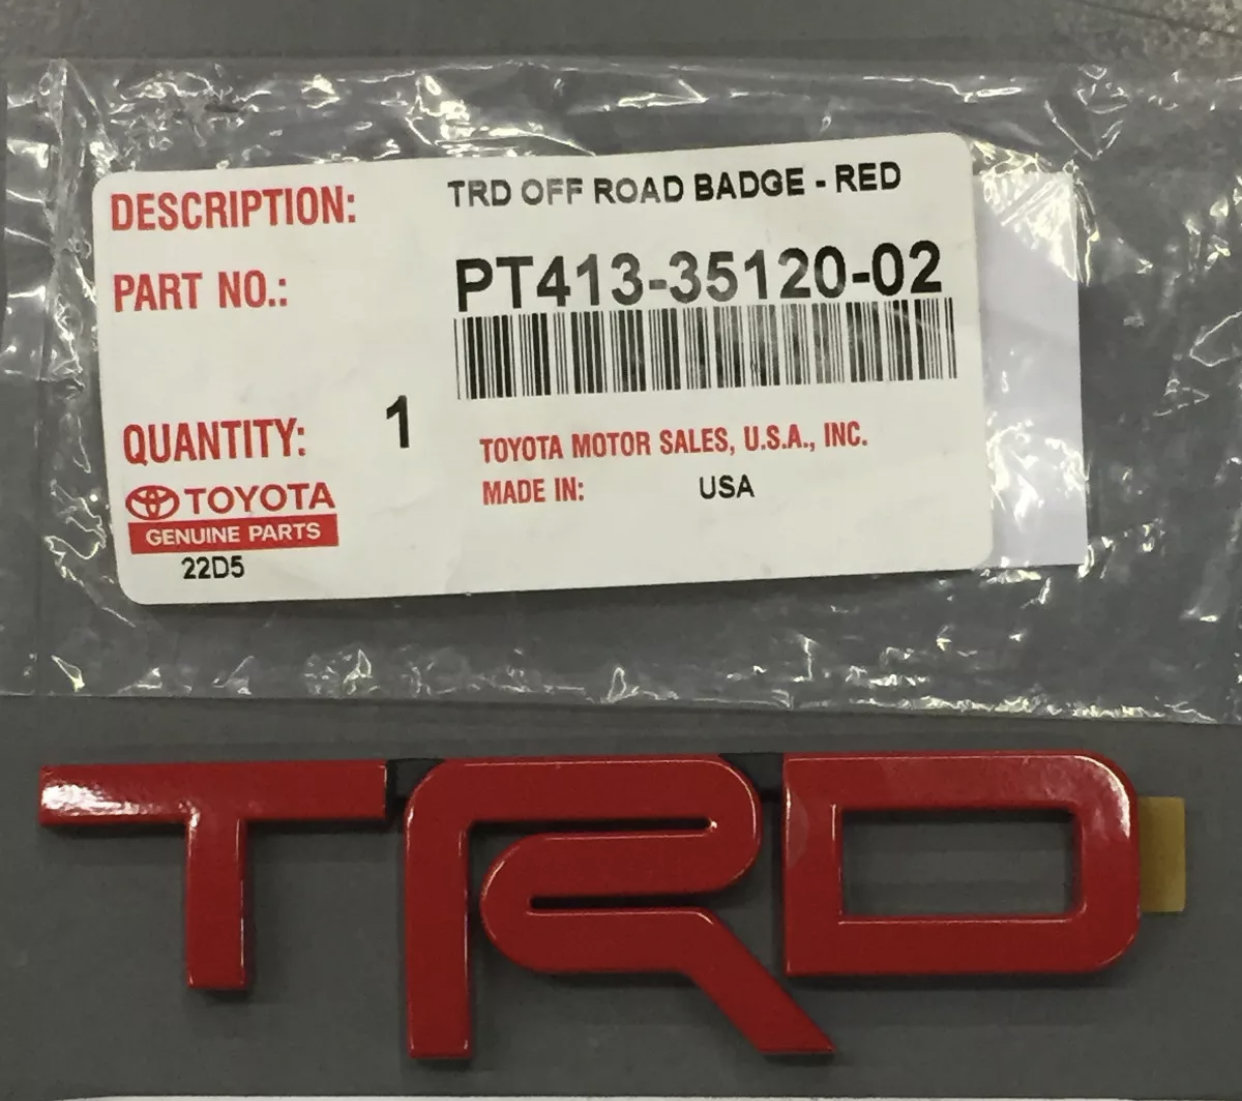 DESCRIPTION: TRD OFF ROAD BADGE - RED
PART NO.: PT413-35120-02
QUANTITY: 1
TOYOTA MOTOR SALES, U.S.A., INC.
MADE IN: USA
TOYOTA
GENUINE PARTS
22D5
TRD